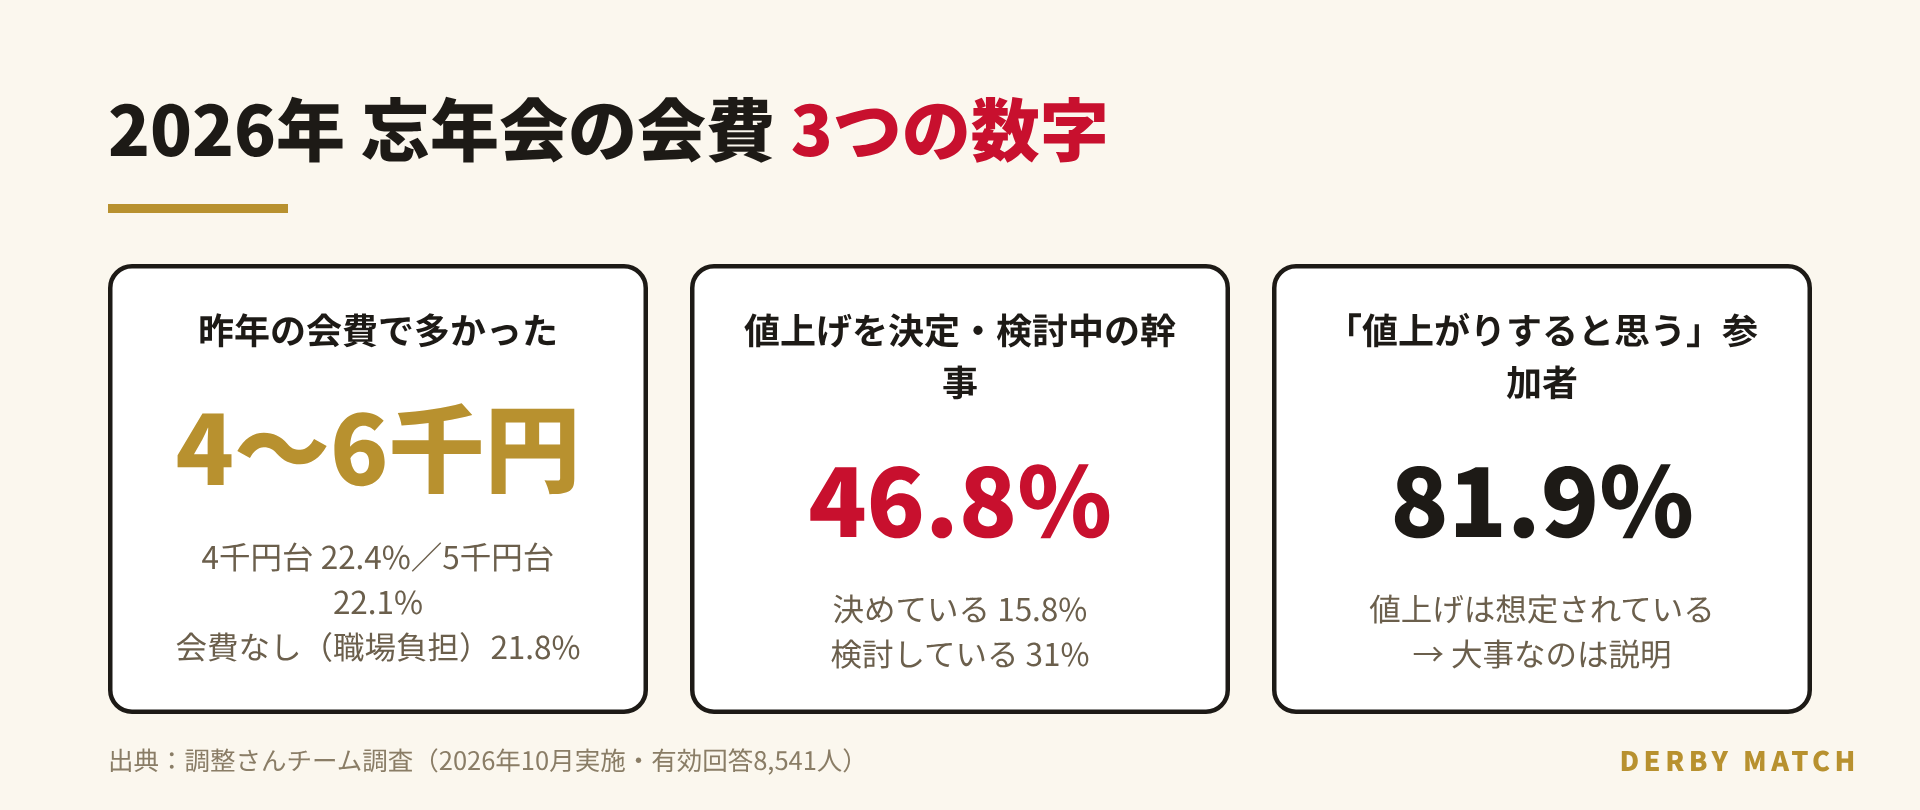 2026年 忘年会の会費 3つの数字
昨年の会費で多かった
4〜6千円
4千円台 22.4%／5千円台
22.1%
会費なし（職場負担）21.8%
値上げを決定・検討中の幹
事
46.8%
決めている 15.8%
検討している 31%
「値上がりすると思う」参
加者
81.9%
値上げは想定されている
→ 大事なのは説明
出典：調整さんチーム調査（2026年10月実施・有効回答8,541人）
DERBY MATCH